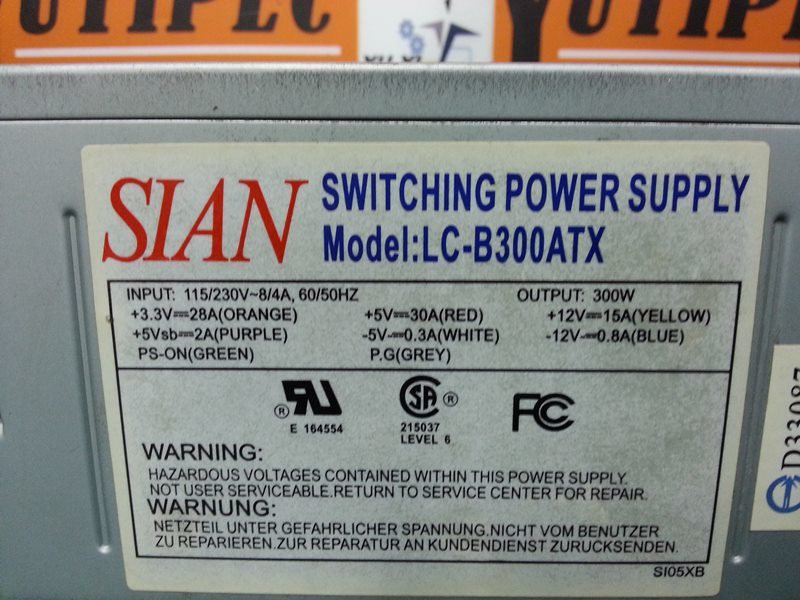 YUTIPEC
YUTIPEC
SIAN
SWITCHING POWER SUPPLY
Model:LC-B300ATX
INPUT: 115/230V~8/4A, 60/50HZ OUTPUT: 300W
+3.3V⎓28A(ORANGE) +5V⎓30A(RED) +12V⎓15A(YELLOW)
+5Vsb⎓2A(PURPLE) -5V⎓0.3A(WHITE) -12V⎓0.8A(BLUE)
PS-ON(GREEN) P.G(GREY)
E 164554
215037
LEVEL 6
FC
WARNING:
HAZARDOUS VOLTAGES CONTAINED WITHIN THIS POWER SUPPLY.
NOT USER SERVICEABLE.RETURN TO SERVICE CENTER FOR REPAIR.
WARNUNG:
NETZTEIL UNTER GEFAHRLICHER SPANNUNG.NICHT VOM BENUTZER
ZU REPARIEREN.ZUR REPARATUR AN KUNDENDIENST ZURUCKSENDEN.
SI05XB
D33087